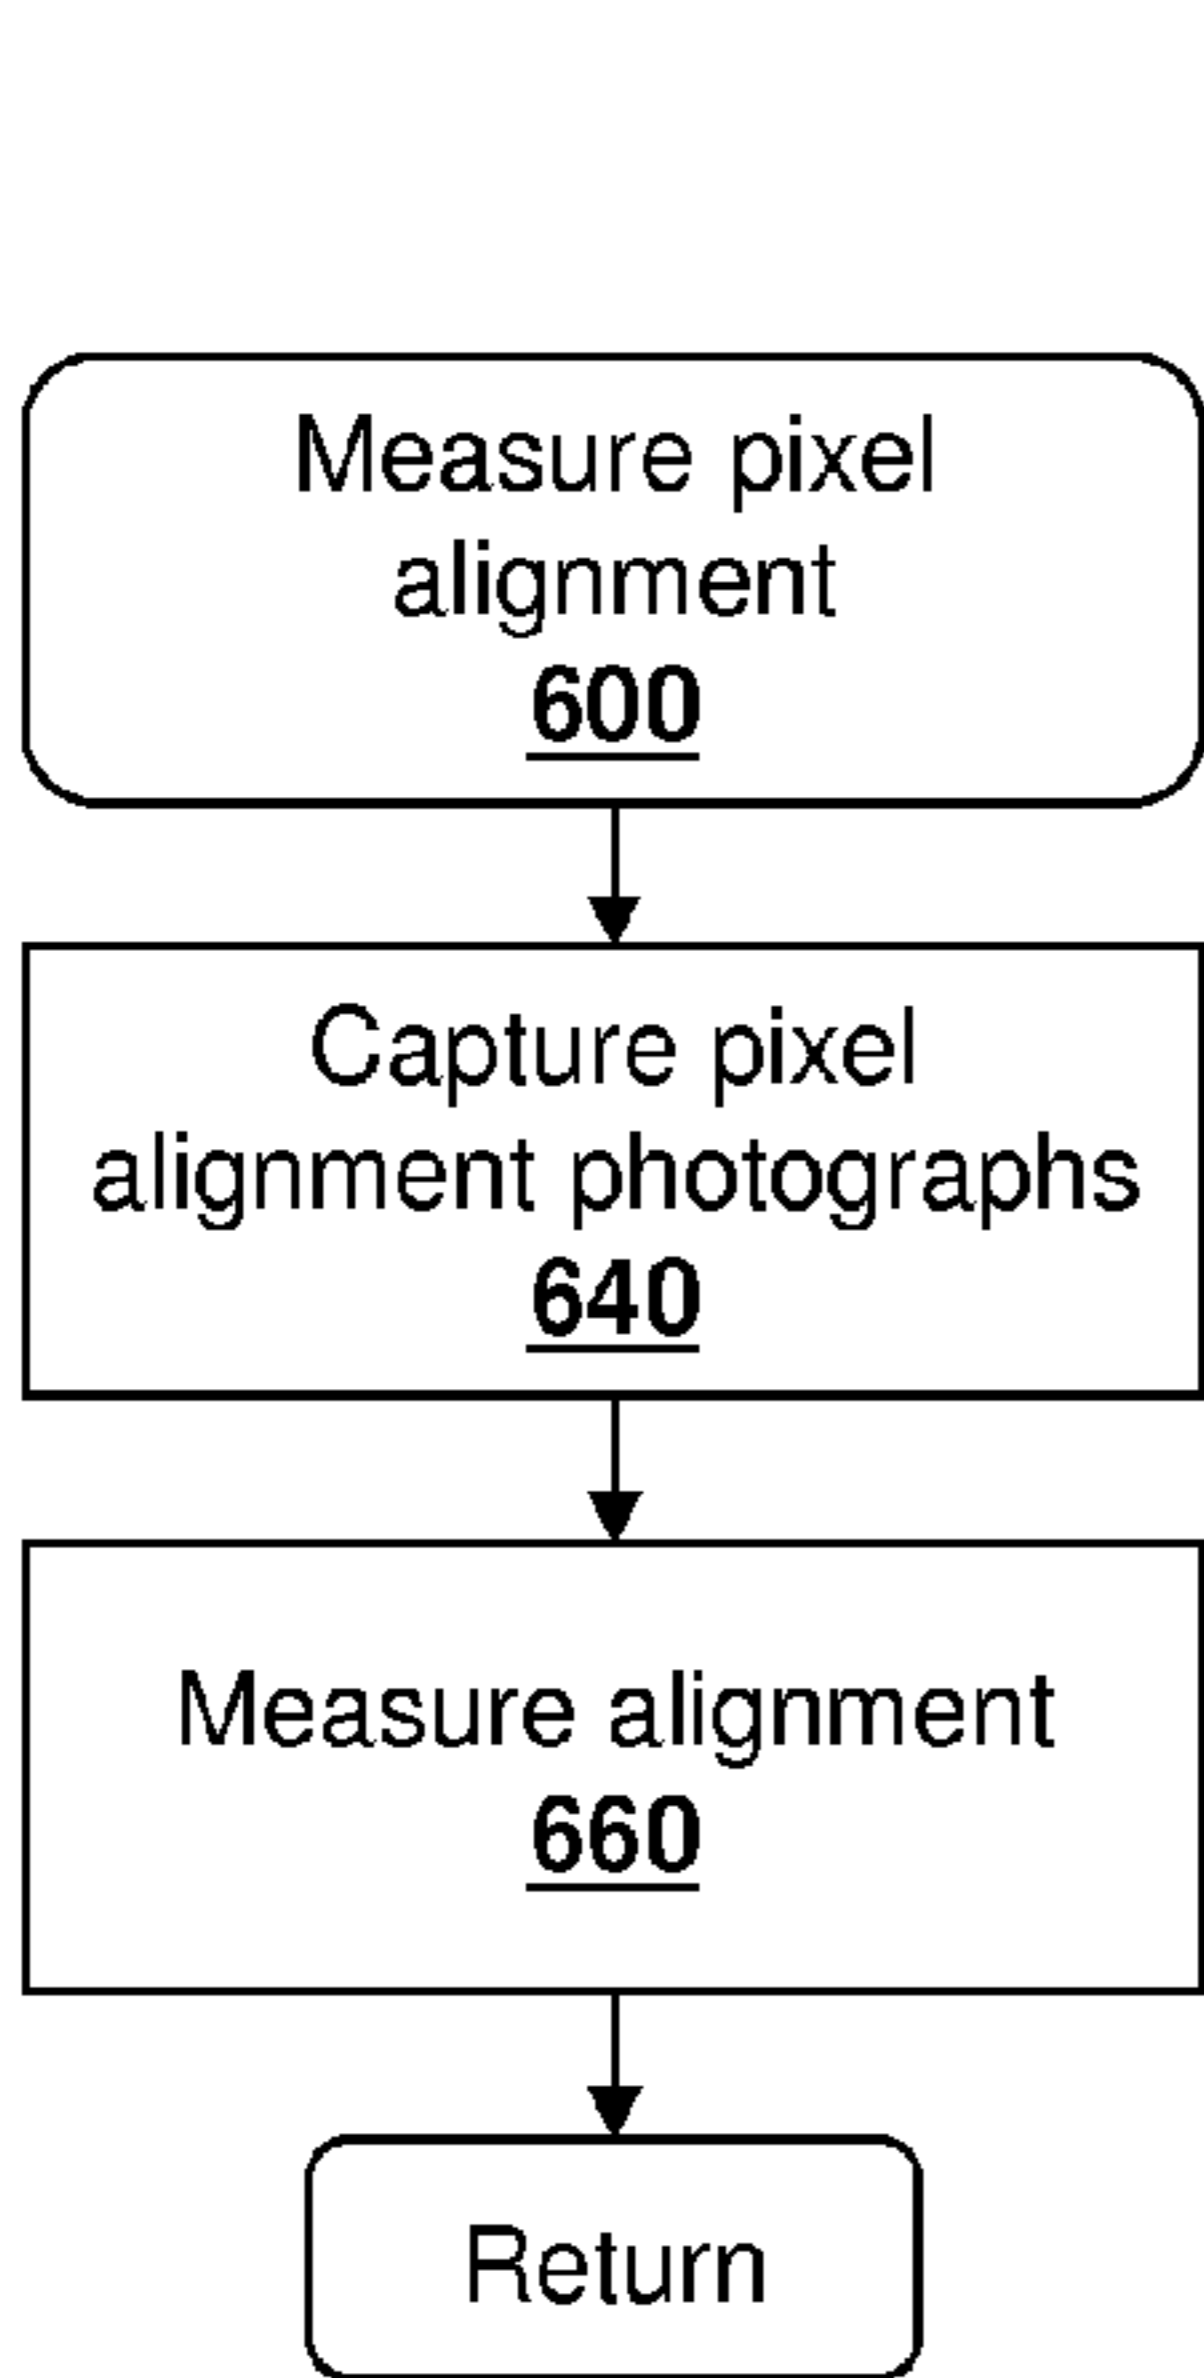 Measure pixel
alignment
600
Capture pixel
alignment photographs
640
Measure alignment
660
Return